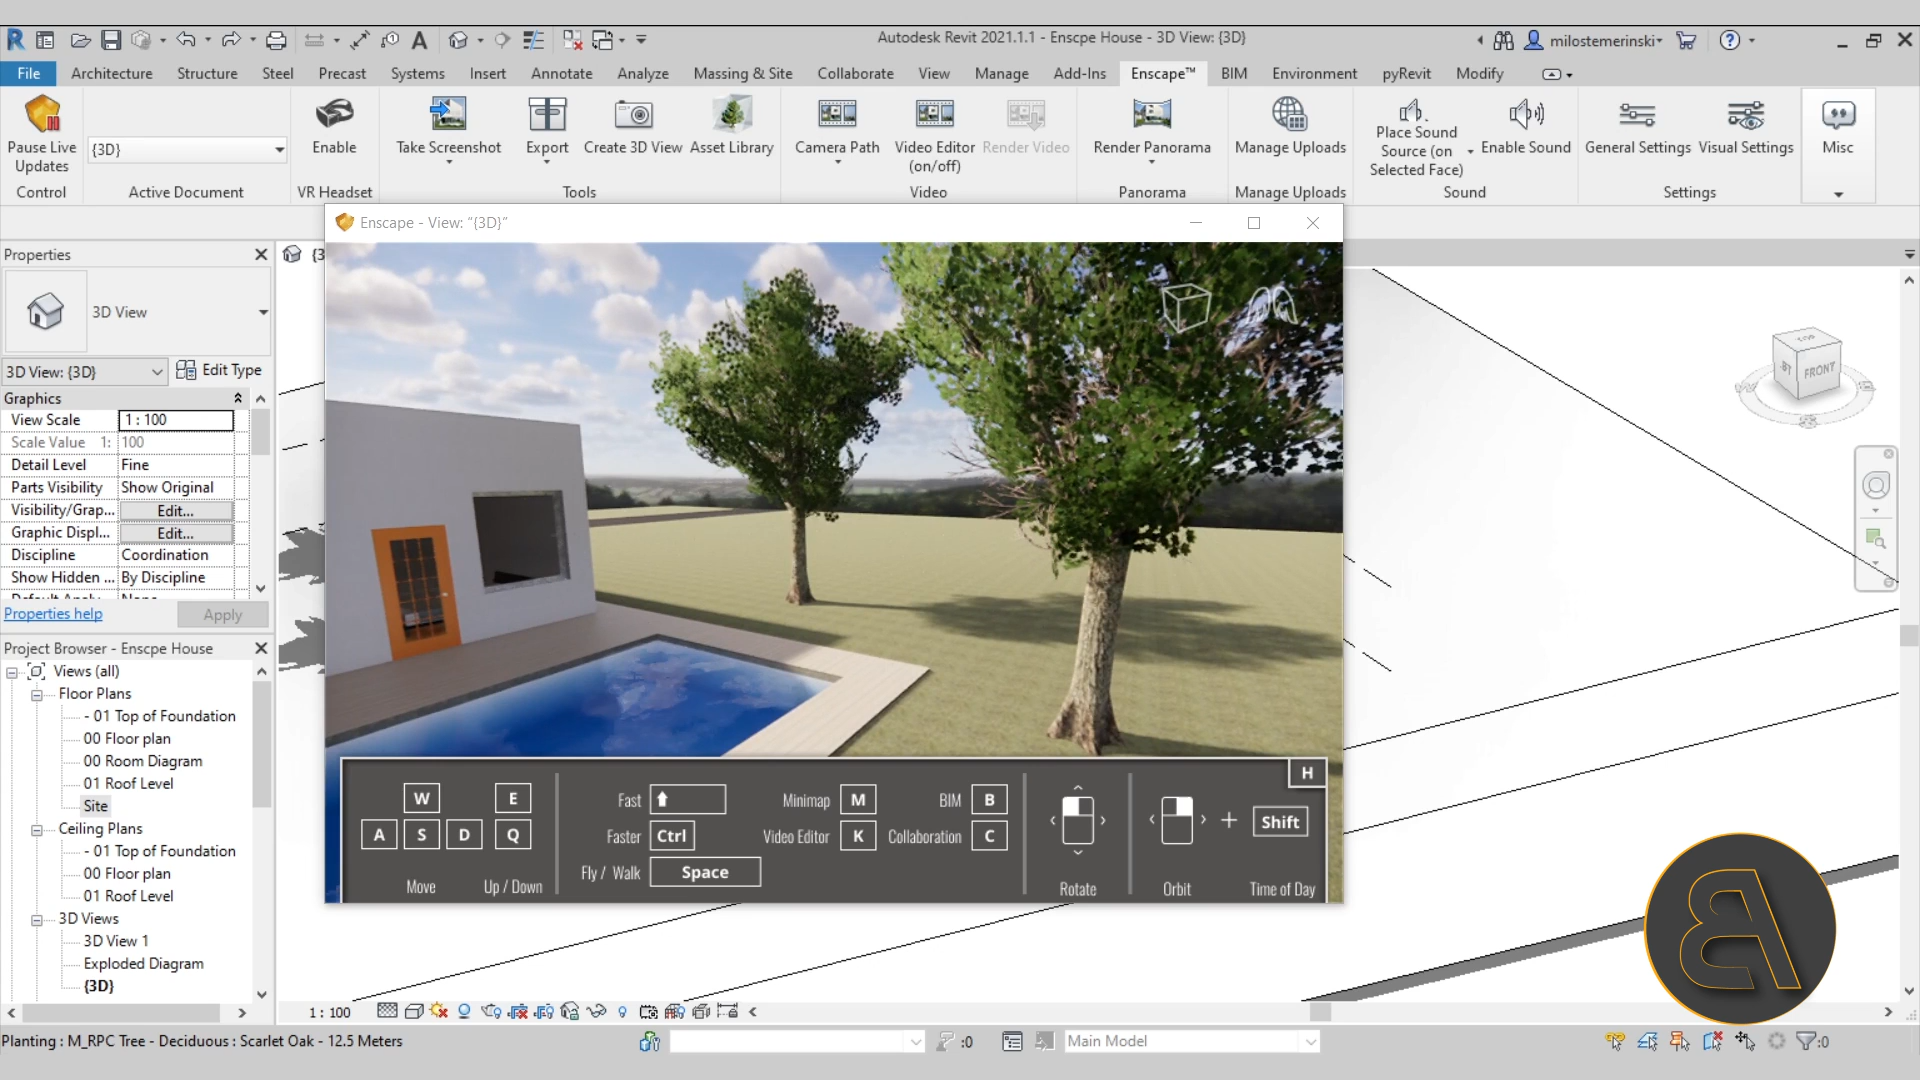 Autodesk Revit 2021.1.1 - Enscpe House - 3D View: {3D}
milostemerinski
File Architecture Structure Steel Precast Systems Insert Annotate Analyze Massing & Site Collaborate View Manage Add-Ins Enscape™ BIM Environment pyRevit Modify
Pause Live Updates
{3D}
Enable
Take Screenshot
Export
Create 3D View
Asset Library
Camera Path
Video Editor (on/off)
Render Video
Render Panorama
Manage Uploads
Place Sound Source (on Selected Face)
Enable Sound
General Settings
Visual Settings
Misc
Control Active Document VR Headset Tools Video Panorama Manage Uploads Sound Settings
Enscape - View: "{3D}"
Properties
{3
3D View
3D View: {3D} Edit Type
Graphics
View Scale 1 : 100
Scale Value 1: 100
Detail Level Fine
Parts Visibility Show Original
Visibility/Grap... Edit...
Graphic Displ... Edit...
Discipline Coordination
Show Hidden ... By Discipline
Properties help Apply
Project Browser - Enscpe House
Views (all)
Floor Plans
- 01 Top of Foundation
00 Floor plan
00 Room Diagram
01 Roof Level
Site
Ceiling Plans
- 01 Top of Foundation
00 Floor plan
01 Roof Level
3D Views
3D View 1
Exploded Diagram
{3D}
FRONT
H
W E
A S D Q
Move Up / Down
Fast
Faster Ctrl
Fly / Walk Space
Minimap M
Video Editor K
BIM B
Collaboration C
Rotate
Orbit
+ Shift
Time of Day
1 : 100
Planting : M_RPC Tree - Deciduous : Scarlet Oak - 12.5 Meters
:0
Main Model
:0